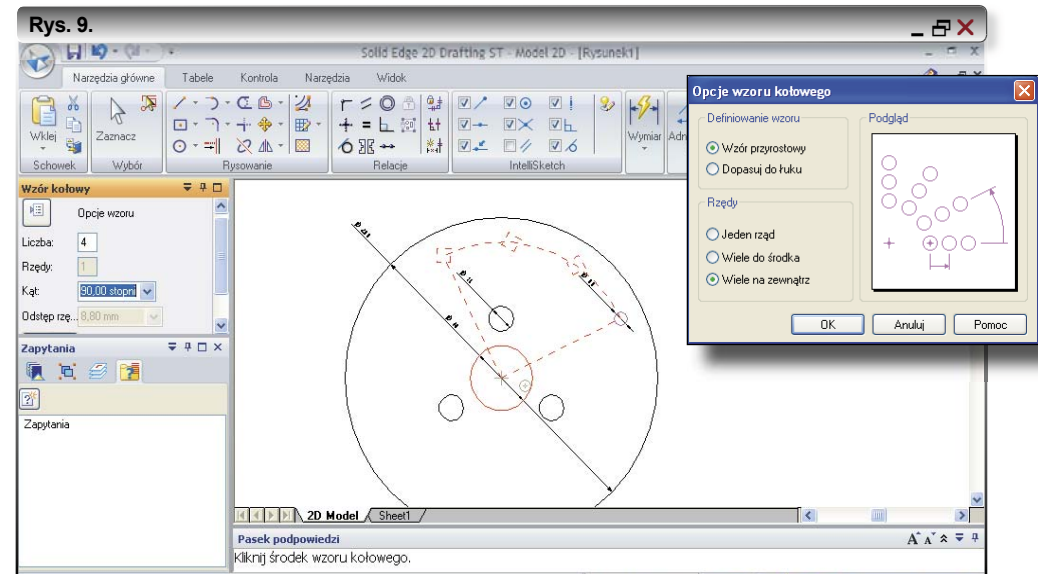 Rys. 9.
Solid Edge 2D Drafting ST - Model 2D - [Rysunek1]
Narzędzia główne Tabele Kontrola Narzędzia Widok
Wklej
Zaznacz
Wymiar
Schowek Wybór Rysowanie Relacje IntelliSketch
Wzór kołowy
Opcje wzoru
Liczba: 4
Rzędy: 1
Kąt: 90,00 stopni
Odstęp rzę... 8,80 mm
Zapytania
Zapytania
Opcje wzoru kołowego
Definiowanie wzoru
Wzór przyrostowy
Dopasuj do łuku
Rzędy
Jeden rząd
Wiele do środka
Wiele na zewnątrz
Podgląd
OK Anuluj Pomoc
2D Model Sheet1
Pasek podpowiedzi
Kliknij środek wzoru kołowego.